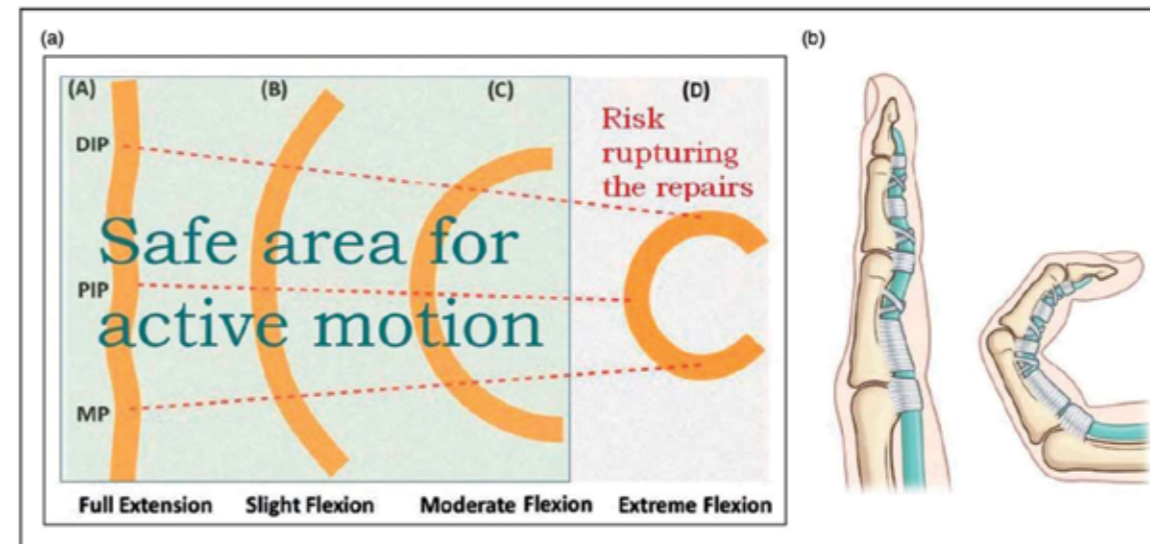 (a)
(b)
(A)
(B)
(C)
(D)
Risk
rupturing
the repairs
DIP
Safe area for
PIP
active motion
MP
Full Extension
Slight Flexion
Moderate Flexion
Extreme Flexion